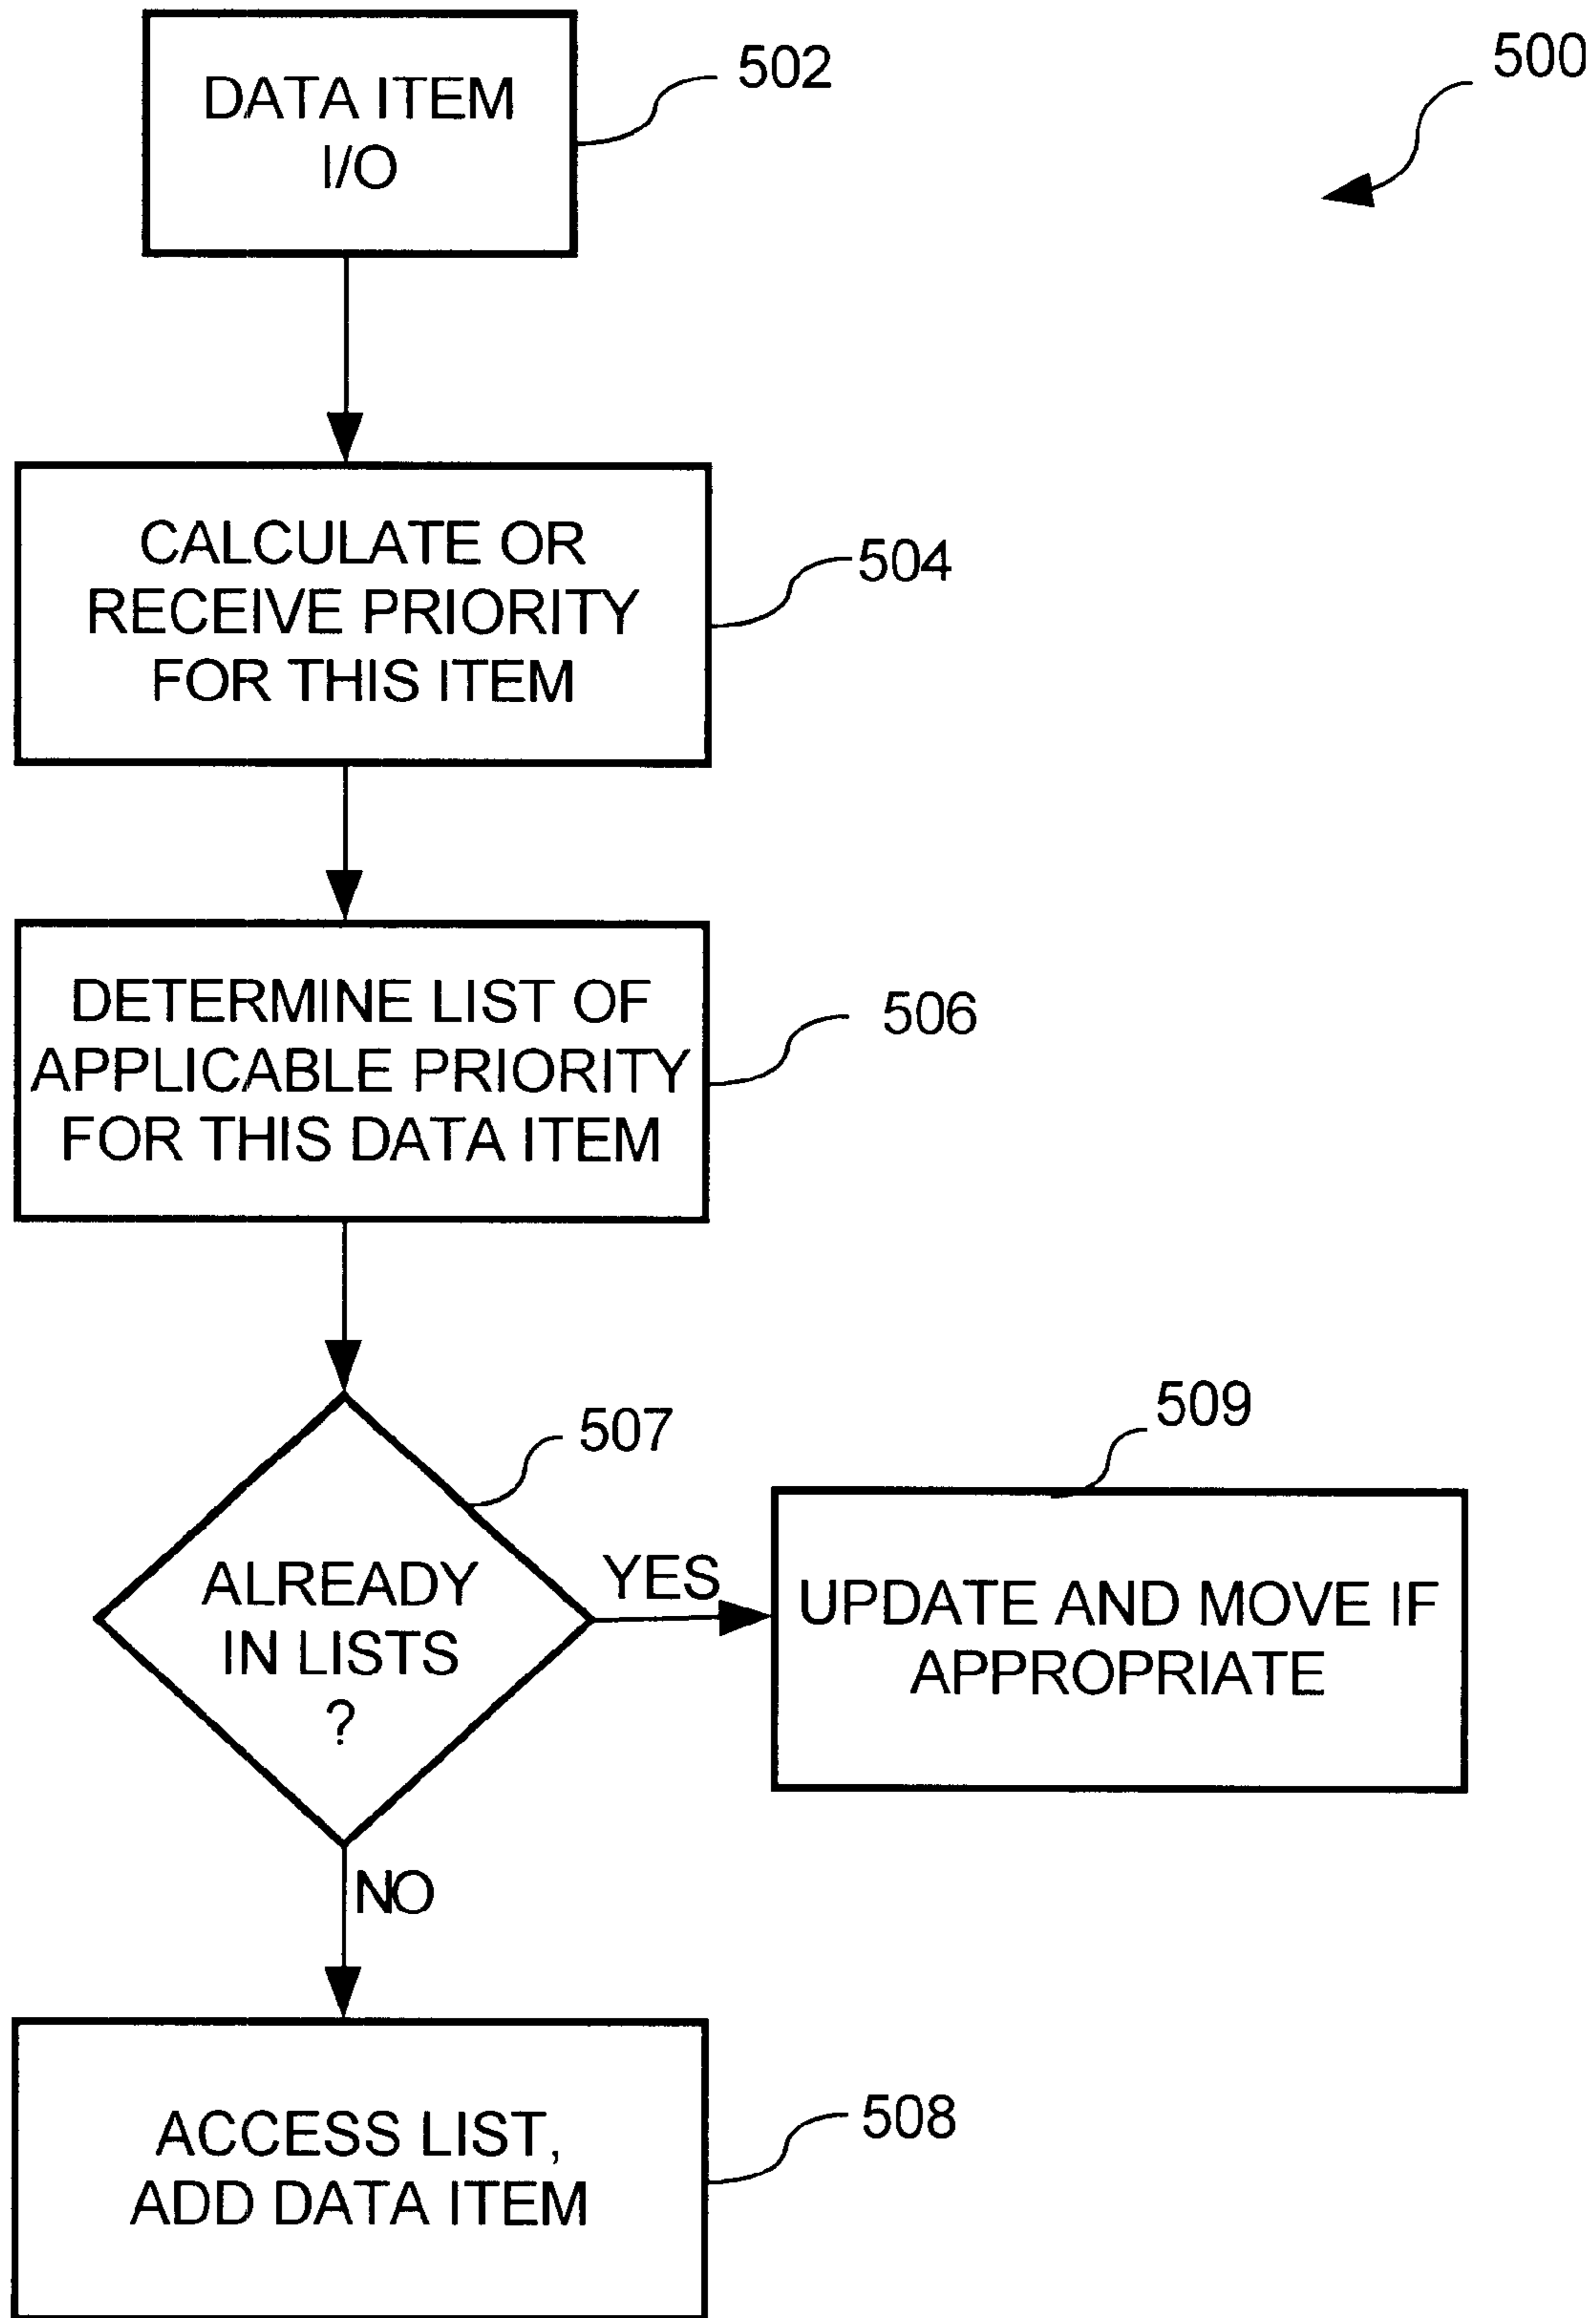 500
DATA ITEM
I/O
502
CALCULATE OR
RECEIVE PRIORITY
FOR THIS ITEM
504
DETERMINE LIST OF
APPLICABLE PRIORITY
FOR THIS DATA ITEM
506
507
ALREADY
IN LISTS
?
YES
509
UPDATE AND MOVE IF
APPROPRIATE
NO
ACCESS LIST,
ADD DATA ITEM
508